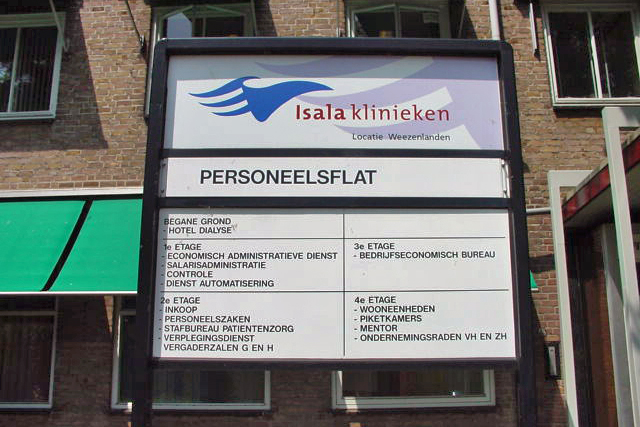 Isala klinieken
Locatie Weezenlanden
PERSONEELSFLAT
BEGANE GROND
- HOTEL DIALYSE
1e ETAGE
- ECONOMISCH ADMINISTRATIEVE DIENST
- SALARISADMINISTRATIE
- CONTROLE
- DIENST AUTOMATISERING
3e ETAGE
- BEDRIJFSECONOMISCH BUREAU
2e ETAGE
- INKOOP
- PERSONEELSZAKEN
- STAFBUREAU PATIENTENZORG
- VERPLEGINGSDIENST
VERGADERZALEN G EN H
4e ETAGE
- WOONEENHEDEN
- PIKETKAMERS
- MENTOR
- ONDERNEMINGSRADEN VH EN ZH